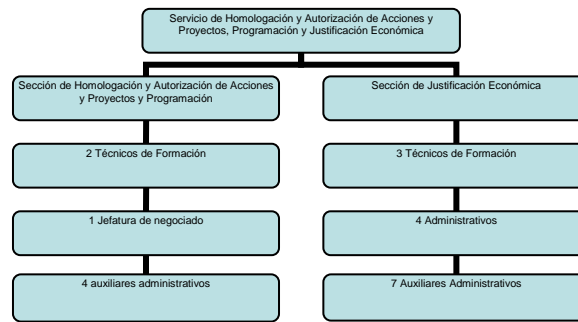 Servicio de Homologación y Autorización de Acciones y
Proyectos, Programación y Justificación Económica
Sección de Homologación y Autorización de Acciones
y Proyectos y Programación
Sección de Justificación Económica
2 Técnicos de Formación
3 Técnicos de Formación
1 Jefatura de negociado
4 Administrativos
4 auxiliares administrativos
7 Auxiliares Administrativos